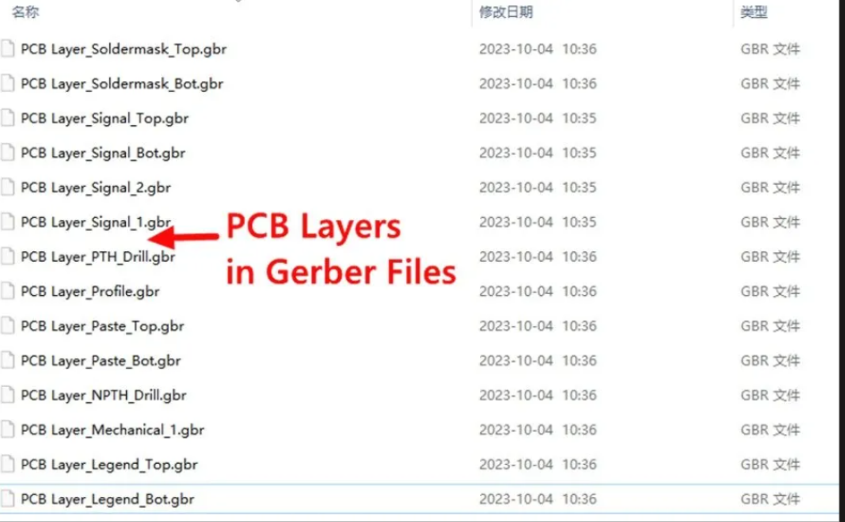 名称 修改日期 类型
PCB Layer_Soldermask_Top.gbr 2023-10-04 10:36 GBR 文件
PCB Layer_Soldermask_Bot.gbr 2023-10-04 10:36 GBR 文件
PCB Layer_Signal_Top.gbr 2023-10-04 10:35 GBR 文件
PCB Layer_Signal_Bot.gbr 2023-10-04 10:35 GBR 文件
PCB Layer_Signal_2.gbr 2023-10-04 10:35 GBR 文件
PCB Layer_Signal_1.gbr 2023-10-04 10:35 GBR 文件
PCB Layer_PTH_Drill.gbr 2023-10-04 10:36 GBR 文件
PCB Layer_Profile.gbr 2023-10-04 10:36 GBR 文件
PCB Layer_Paste_Top.gbr 2023-10-04 10:36 GBR 文件
PCB Layer_Paste_Bot.gbr 2023-10-04 10:36 GBR 文件
PCB Layer_NPTH_Drill.gbr 2023-10-04 10:36 GBR 文件
PCB Layer_Mechanical_1.gbr 2023-10-04 10:36 GBR 文件
PCB Layer_Legend_Top.gbr 2023-10-04 10:36 GBR 文件
PCB Layer_Legend_Bot.gbr 2023-10-04 10:36 GBR 文件
PCB Layers
in Gerber Files